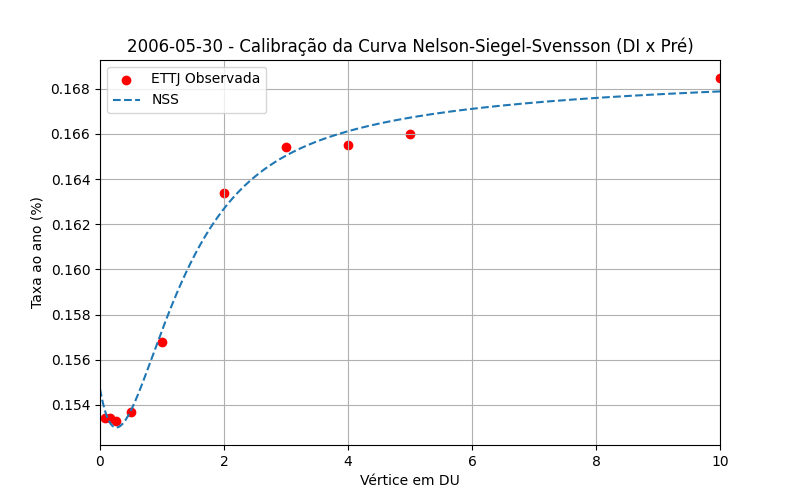 2006-05-30 - Calibração da Curva Nelson-Siegel-Svensson (DI x Pré)
ETTJ Observada
NSS
Taxa ao ano (%)
0.168
0.166
0.164
0.162
0.160
0.158
0.156
0.154
0
2
4
6
8
10
Vértice em DU